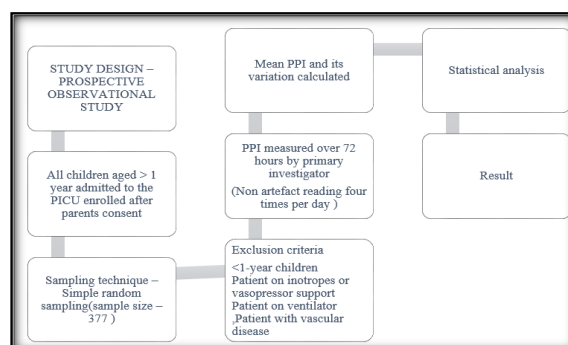 STUDY DESIGN –
PROSPECTIVE
OBSERVATIONAL
STUDY
All children aged > 1
year admitted to the
PICU enrolled after
parents consent
Sampling technique –
Simple random
sampling(sample size –
377 )
Exclusion criteria
<1-year children
Patient on inotropes or
vasopressor support
Patient on ventilator
,Patient with vascular
disease
PPI measured over 72
hours by primary
investigator
(Non artefact reading four
times per day )
Mean PPI and its
variation calculated
Statistical analysis
Result